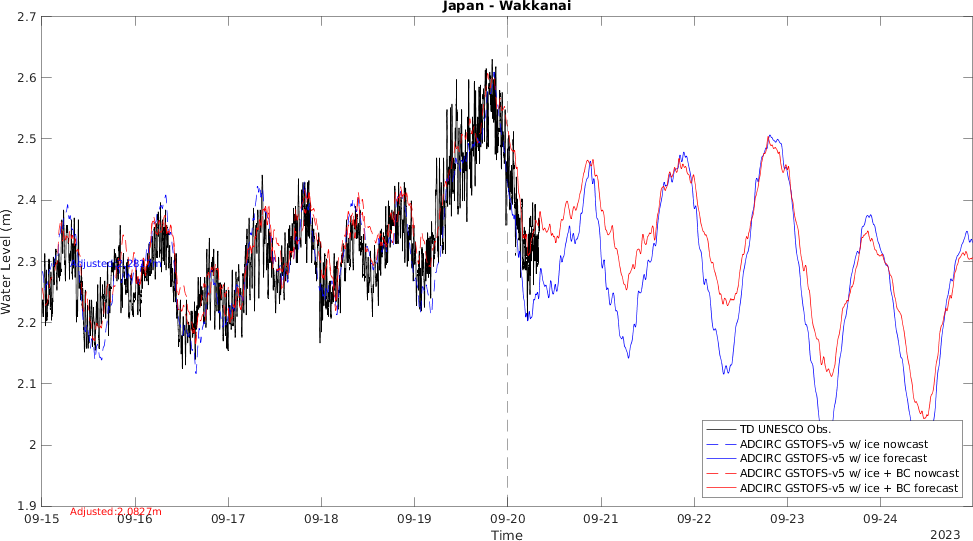 Japan - Wakkanai
2.7
2.6
2.5
2.4
2.3
2.2
2.1
2
1.9
Water Level (m)
TD UNESCO Obs.
ADCIRC GSTOFS-v5 w/ ice nowcast
ADCIRC GSTOFS-v5 w/ ice forecast
ADCIRC GSTOFS-v5 w/ ice + BC nowcast
ADCIRC GSTOFS-v5 w/ ice + BC forecast
Adjusted:2.0827m
09-15 09-16 09-17 09-18 09-19 09-20 09-21 09-22 09-23 09-24
Time
2023